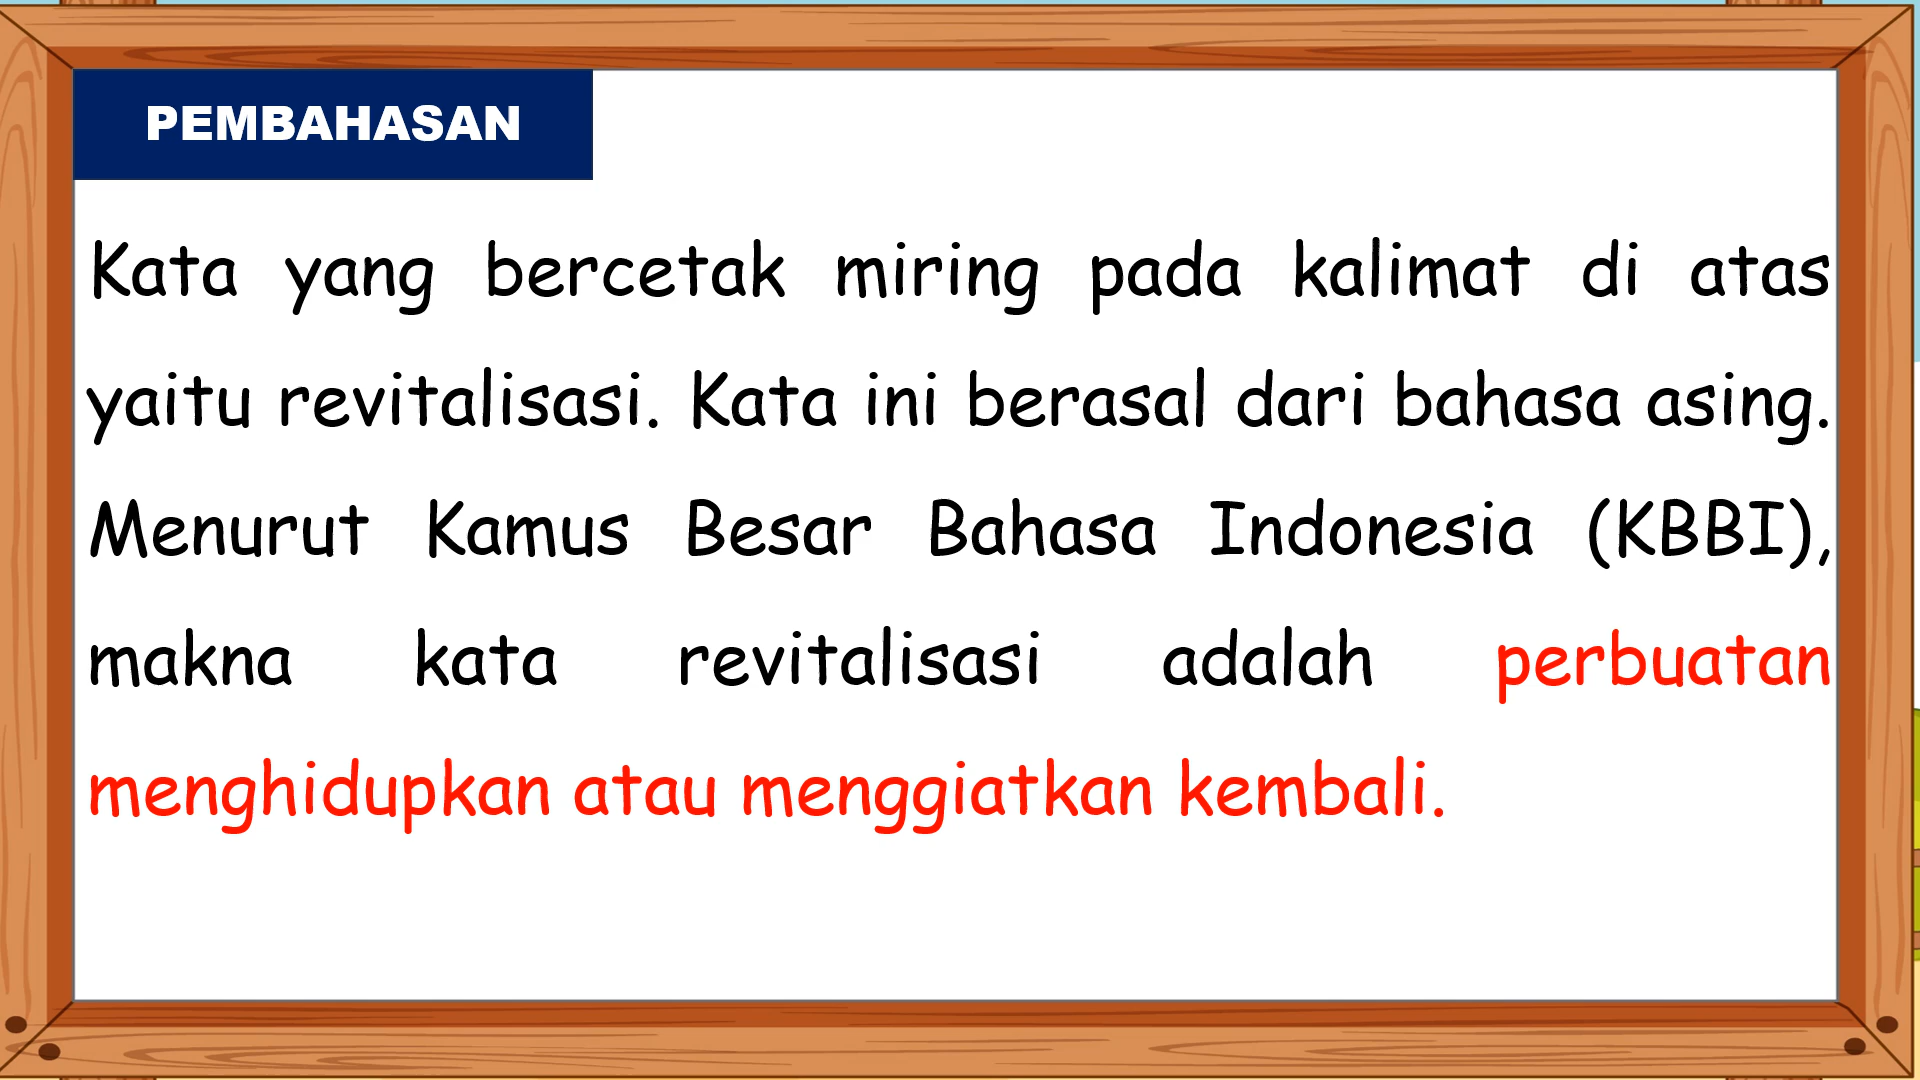 PEMBAHASAN
Kata yang bercetak miring pada kalimat di atas
yaitu revitalisasi. Kata ini berasal dari bahasa asing.
Menurut Kamus Besar Bahasa Indonesia (KBBI),
makna kata revitalisasi adalah perbuatan
menghidupkan atau menggiatkan kembali.